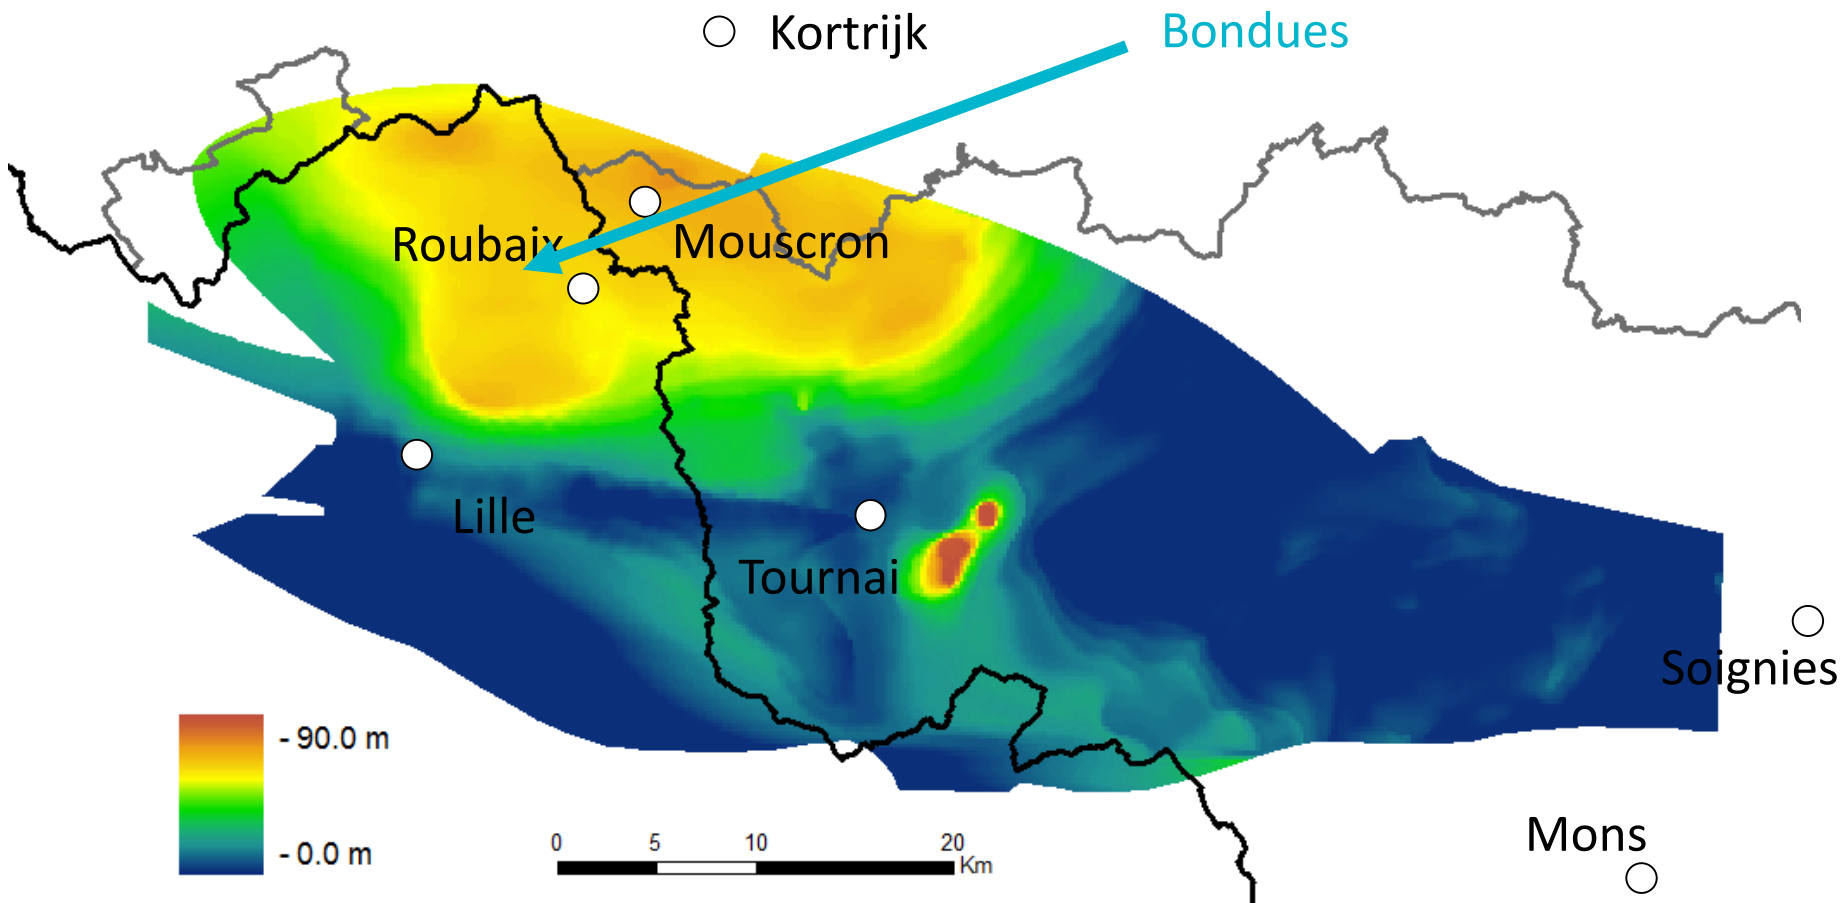 Kortrijk
Bondues
Roubaix
Mouscron
Lille
Tournai
Soignies
- 90.0 m
- 0.0 m
0 5 10 20
Km
Mons